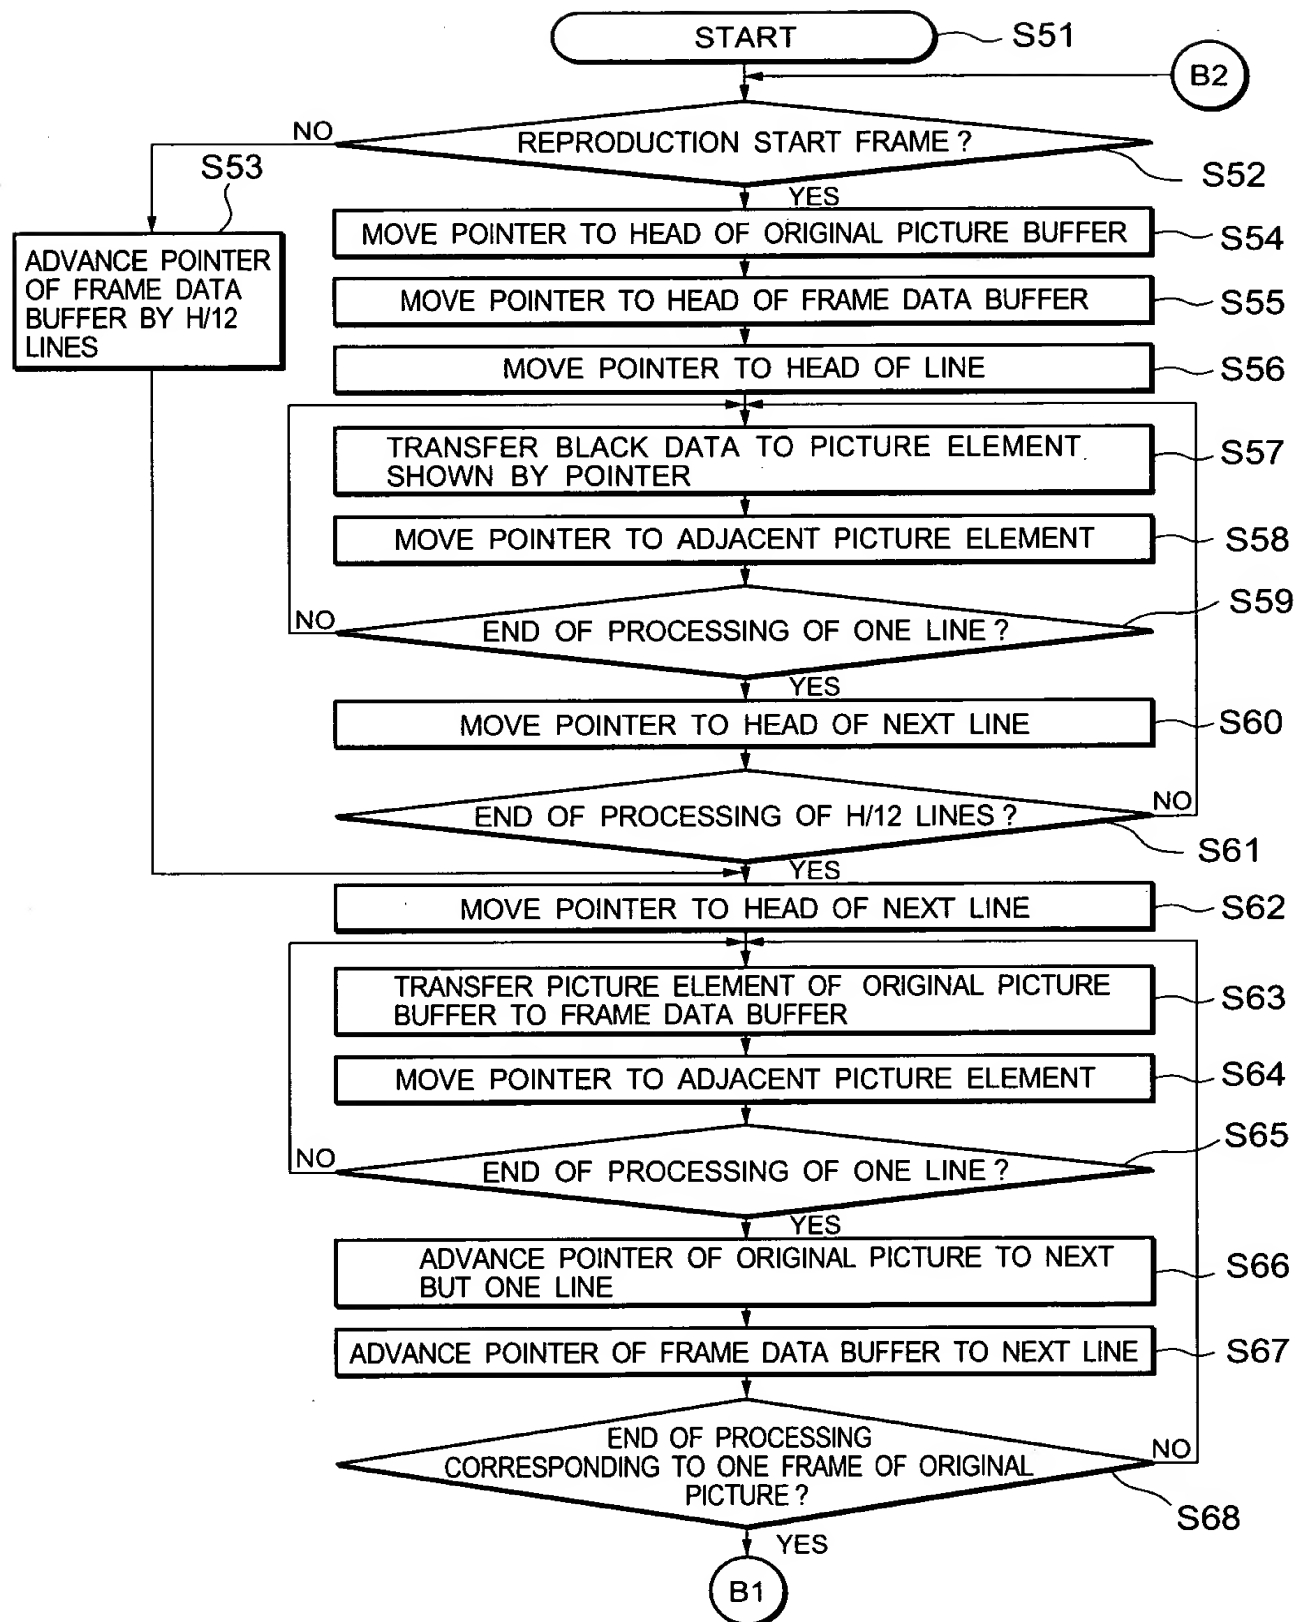 START
S51
B2
REPRODUCTION START FRAME?
NO
S52
S53
YES
ADVANCE POINTER
OF FRAME DATA
BUFFER BY H/12
LINES
MOVE POINTER TO HEAD OF ORIGINAL PICTURE BUFFER
S54
MOVE POINTER TO HEAD OF FRAME DATA BUFFER
S55
MOVE POINTER TO HEAD OF LINE
S56
TRANSFER BLACK DATA TO PICTURE ELEMENT
SHOWN BY POINTER
S57
MOVE POINTER TO ADJACENT PICTURE ELEMENT
S58
END OF PROCESSING OF ONE LINE?
S59
NO
YES
MOVE POINTER TO HEAD OF NEXT LINE
S60
END OF PROCESSING OF H/12 LINES?
NO
S61
YES
MOVE POINTER TO HEAD OF NEXT LINE
S62
TRANSFER PICTURE ELEMENT OF ORIGINAL PICTURE
BUFFER TO FRAME DATA BUFFER
S63
MOVE POINTER TO ADJACENT PICTURE ELEMENT
S64
END OF PROCESSING OF ONE LINE?
S65
NO
YES
ADVANCE POINTER OF ORIGINAL PICTURE TO NEXT
BUT ONE LINE
S66
ADVANCE POINTER OF FRAME DATA BUFFER TO NEXT LINE
S67
END OF PROCESSING
CORRESPONDING TO ONE FRAME OF ORIGINAL
PICTURE?
NO
S68
YES
B1